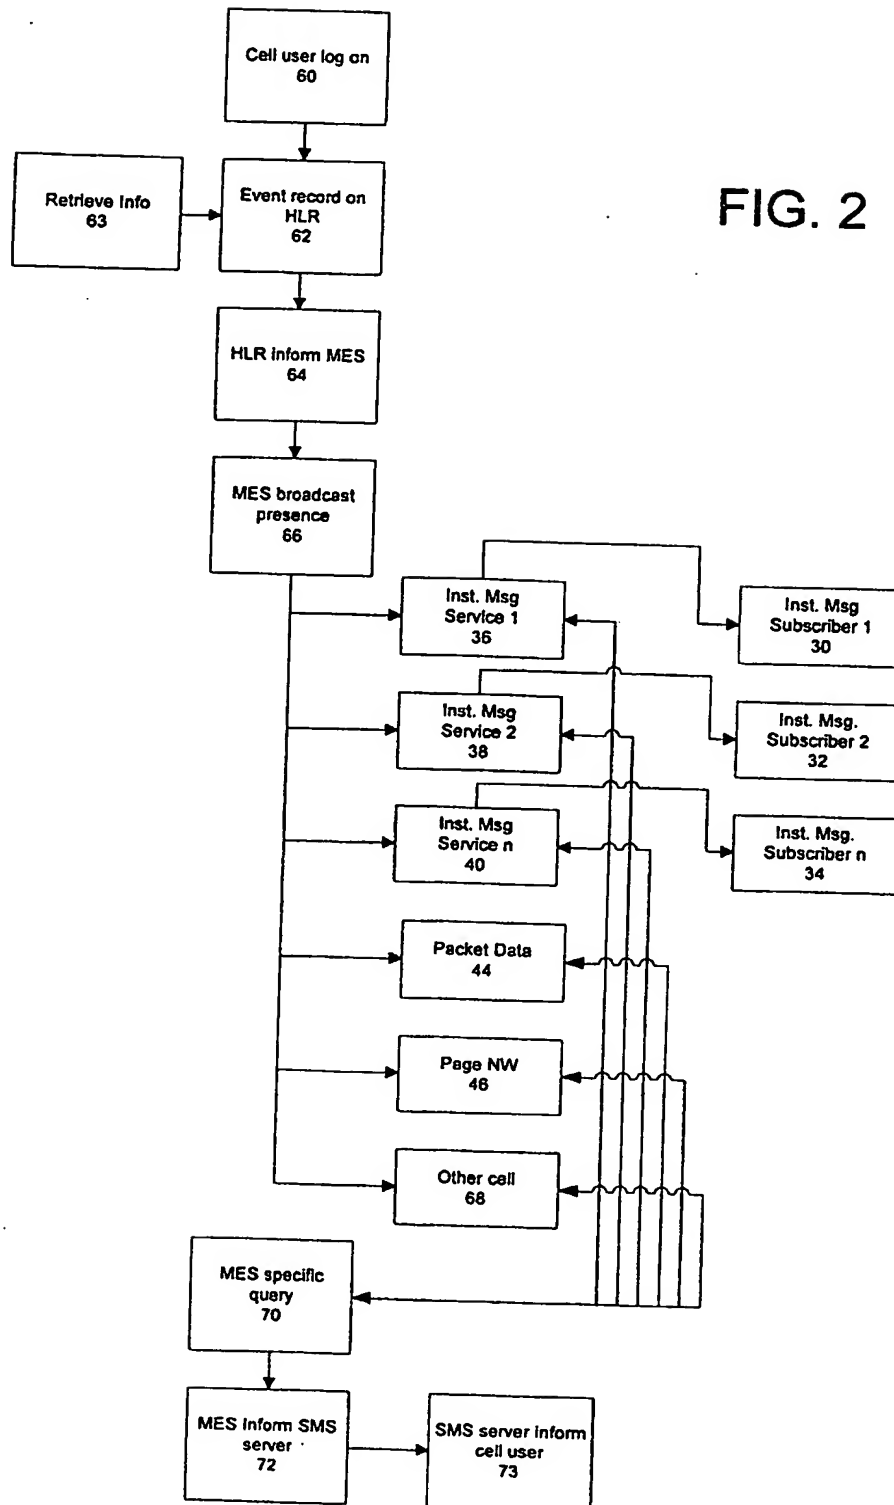 Cell user log on
60
Retrieve Info
63
Event record on
HLR
62
FIG. 2
HLR inform MES
64
MES broadcast
presence
66
Inst. Msg
Service 1
36
Inst. Msg
Subscriber 1
30
Inst. Msg
Service 2
38
Inst. Msg.
Subscriber 2
32
Inst. Msg
Service n
40
Inst. Msg.
Subscriber n
34
Packet Data
44
Page NW
46
Other cell
68
MES specific
query
70
MES Inform SMS
server
72
SMS server inform
cell user
73